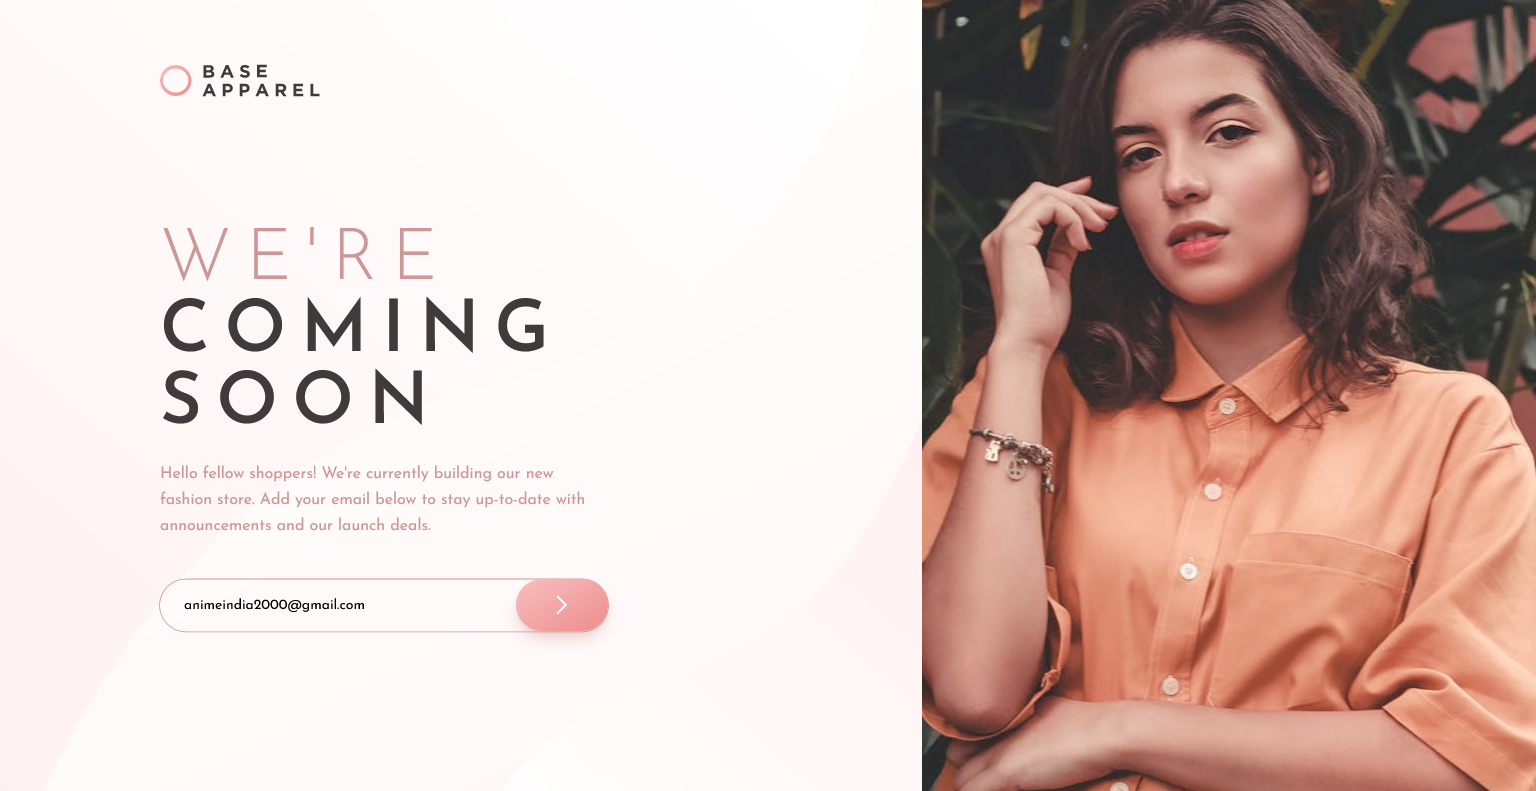 BASE
APPAREL
WE'RE
COMING
SOON
Hello fellow shoppers! We're currently building our new
fashion store. Add your email below to stay up-to-date with
announcements and our launch deals.
animeindia2000@gmail.com